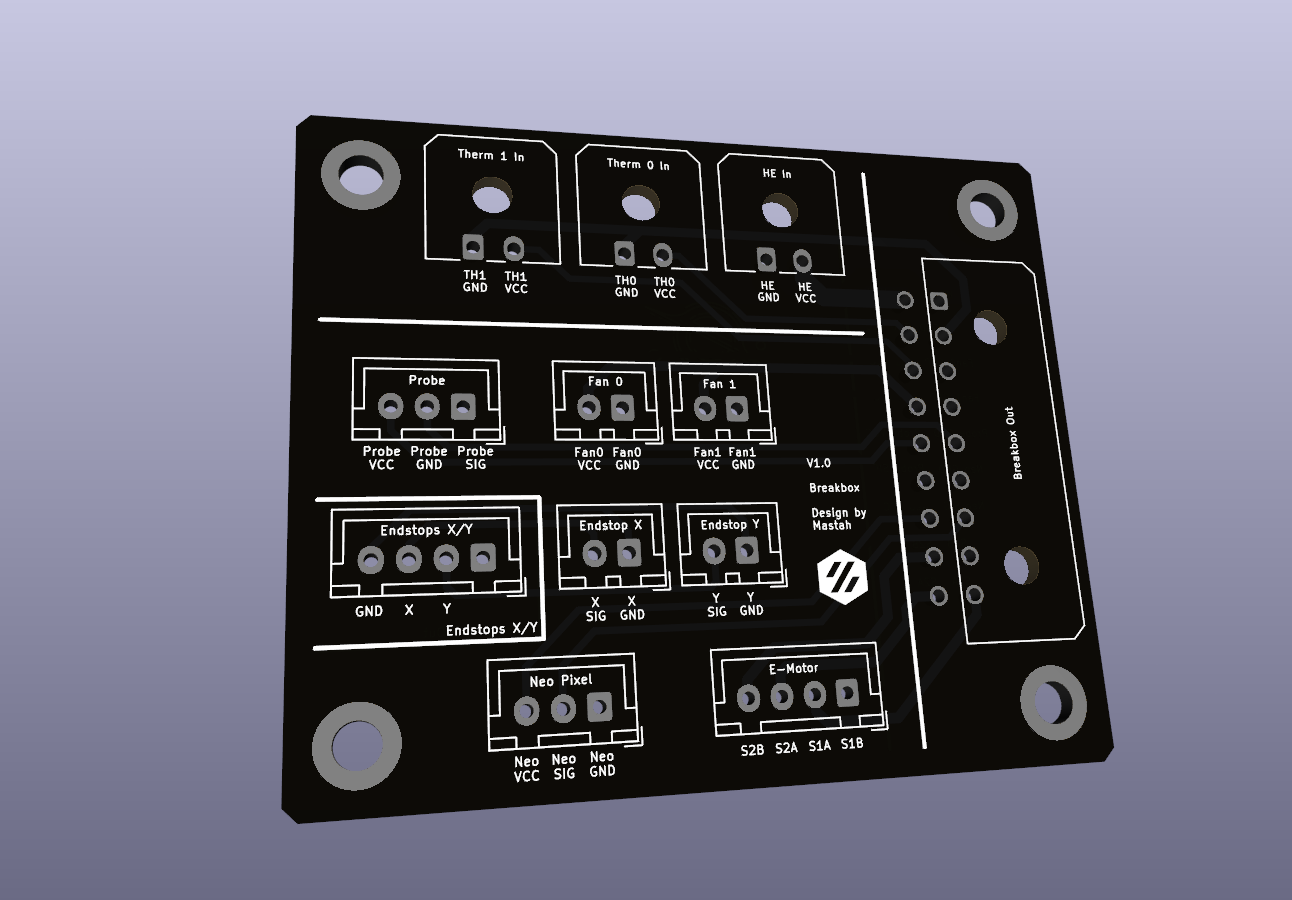 Therm 1 In
Therm 0 In
HE In
TH1 GND
TH1 VCC
TH0 GND
TH0 VCC
HE GND
HE VCC
Probe
Fan 0
Fan 1
Probe VCC
Probe GND
Probe SIG
Fan0 VCC
Fan0 GND
Fan1 VCC
Fan1 GND
Breakbox Out
V1.0
Breakbox
Design by
Mastah
Endstops X/Y
GND X Y
Endstops X/Y
Endstop X
X SIG
X GND
Endstop Y
Y SIG
Y GND
Neo Pixel
Neo VCC
Neo SIG
Neo GND
E-Motor
S2B S2A S1A S1B